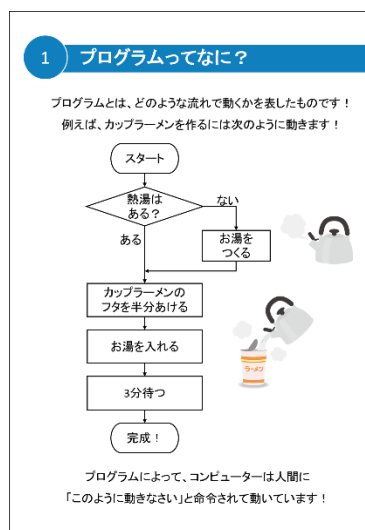 1 プログラムってなに？
プログラムとは、どのような流れで動くかを表したものです！
例えば、カップラーメンを作るには次のように動きます！
スタート
熱湯は
ある？
ない
ある
お湯を
つくる
カップラーメンの
フタを半分あける
お湯を入れる
3分待つ
ラーメン
完成！
プログラムによって、コンピューターは人間に
「このように動きなさい」と命令されて動いています！